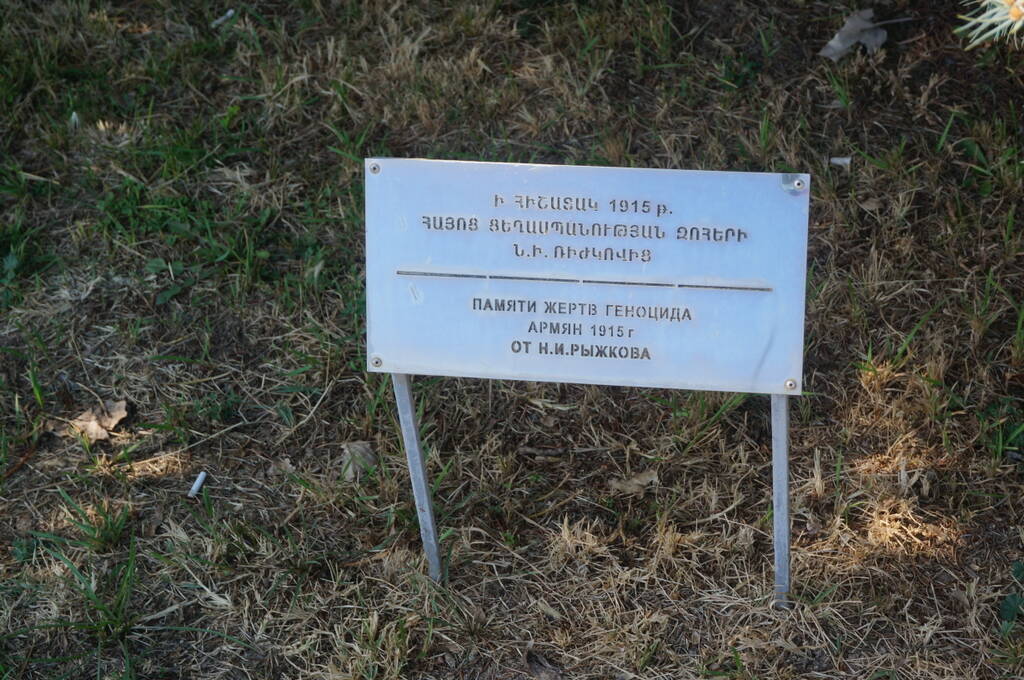 Ի ՀԻՇԱՏԱԿ 1915 թ.
ՀԱՅՈՑ ՑԵՂԱՍՊԱՆՈՒԹՅԱՆ ԶՈՀԵՐԻ
Ն.Ի. ՌԻԺԿՈՎԻՑ
ПАМЯТИ ЖЕРТВ ГЕНОЦИДА
АРМЯН 1915 г
ОТ Н.И.РЫЖКОВА